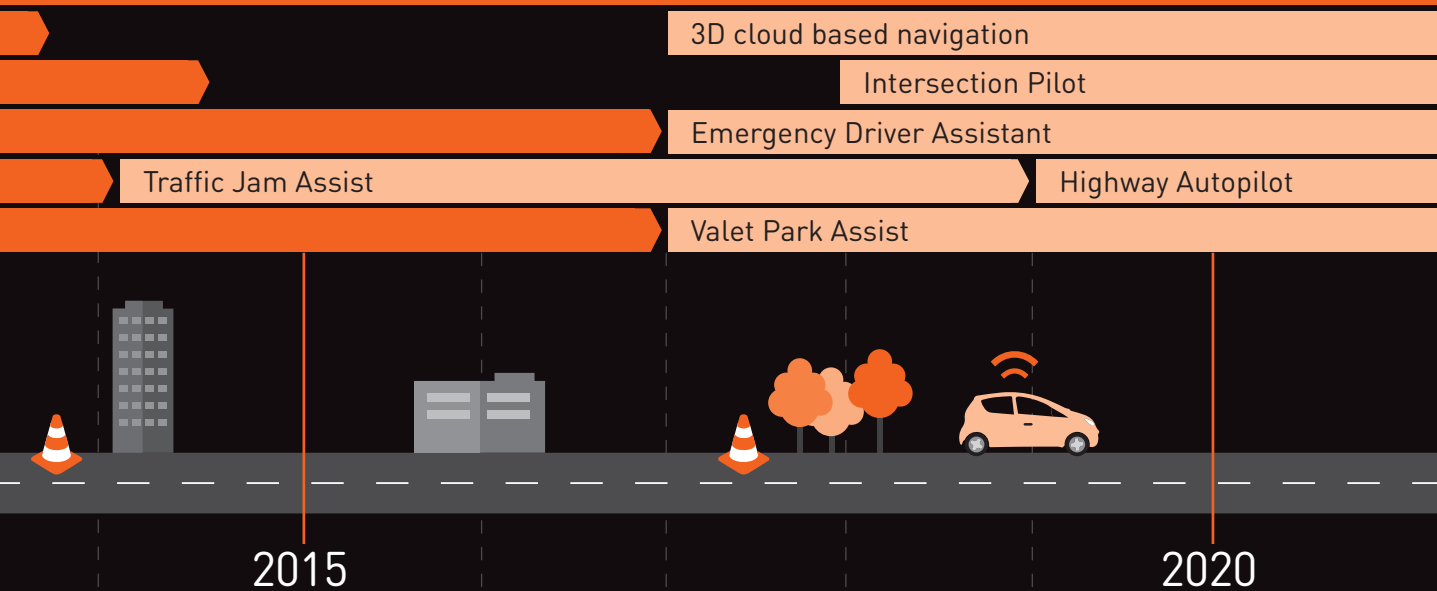 3D cloud based navigation
Intersection Pilot
Emergency Driver Assistant
Traffic Jam Assist
Highway Autopilot
Valet Park Assist
2015
2020